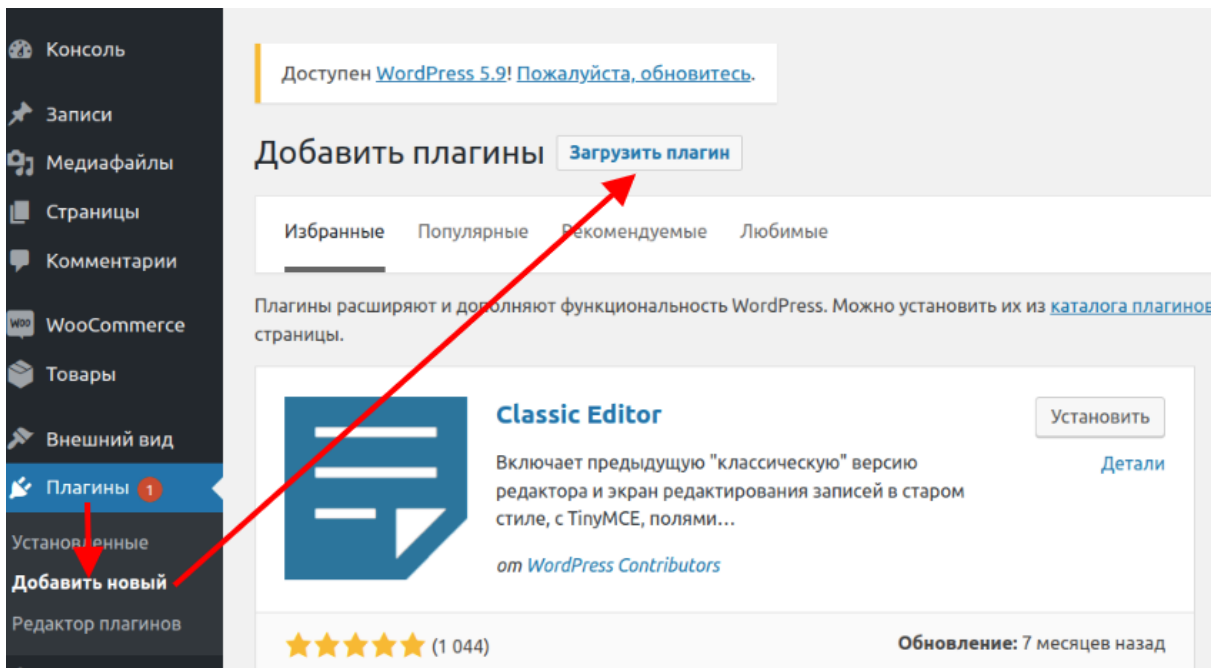 Консоль
Записи
Медиафайлы
Страницы
Комментарии
WOO WooCommerce
Товары
Внешний вид
Плагины 1
Установленные
Добавить новый
Редактор плагинов
Доступен WordPress 5.9! Пожалуйста, обновитесь.
Добавить плагины Загрузить плагин
Избранные Популярные Рекомендуемые Любимые
Плагины расширяют и дополняют функциональность WordPress. Можно установить их из каталога плагинов
страницы.
Classic Editor Установить
Включает предыдущую "классическую" версию Детали
редактора и экран редактирования записей в старом
стиле, с TinyMCE, полями…
от WordPress Contributors
(1 044) Обновление: 7 месяцев назад